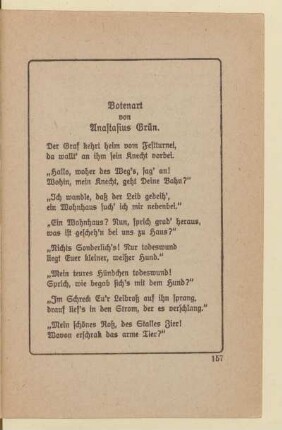 Botenart
von
Anastasius Grün.
Der Graf kehrt heim vom Festturnei,
da wallt' an ihm sein Knecht vorbei.
„Hallo, woher des Weg's, sag' an!
Wohin, mein Knecht, geht Deine Bahn?"
„Ich wandle, daß der Leib gedeih',
ein Wohnhaus such' ich mir nebenbei."
„Ein Wohnhaus? Nun, sprich grad' heraus,
was ist gescheh'n bei uns zu Haus?"
„Nichts Sonderlich's! Nur todeswund
liegt Euer kleiner, weißer Hund."
„Mein teures Hündchen todeswund!
Sprich, wie begab sich's mit dem Hund?"
„Im Schreck Eu'r Leibroß auf ihn sprang,
drauf lief's in den Strom, der es verschlang."
„Mein schönes Roß, des Stalles Zier!
Wovon erschrak das arme Tier?"
157